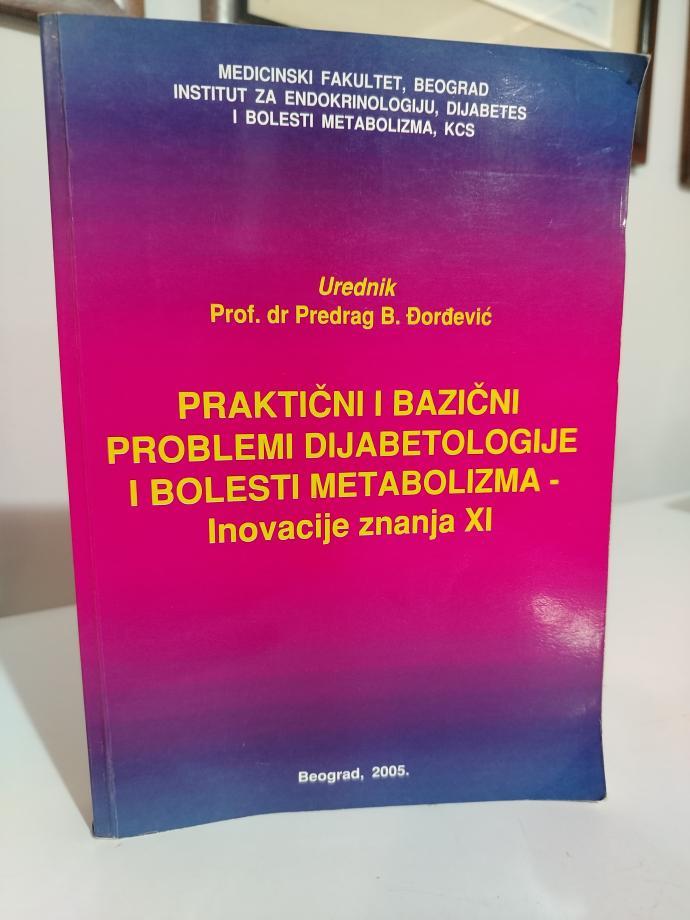 MEDICINSKI FAKULTET, BEOGRAD
INSTITUT ZA ENDOKRINOLOGIJU, DIJABETES
I BOLESTI METABOLIZMA, KCS
Urednik
Prof. dr Predrag B. Đorđević
PRAKTIČNI I BAZIČNI
PROBLEMI DIJABETOLOGIJE
I BOLESTI METABOLIZMA -
Inovacije znanja XI
Beograd, 2005.